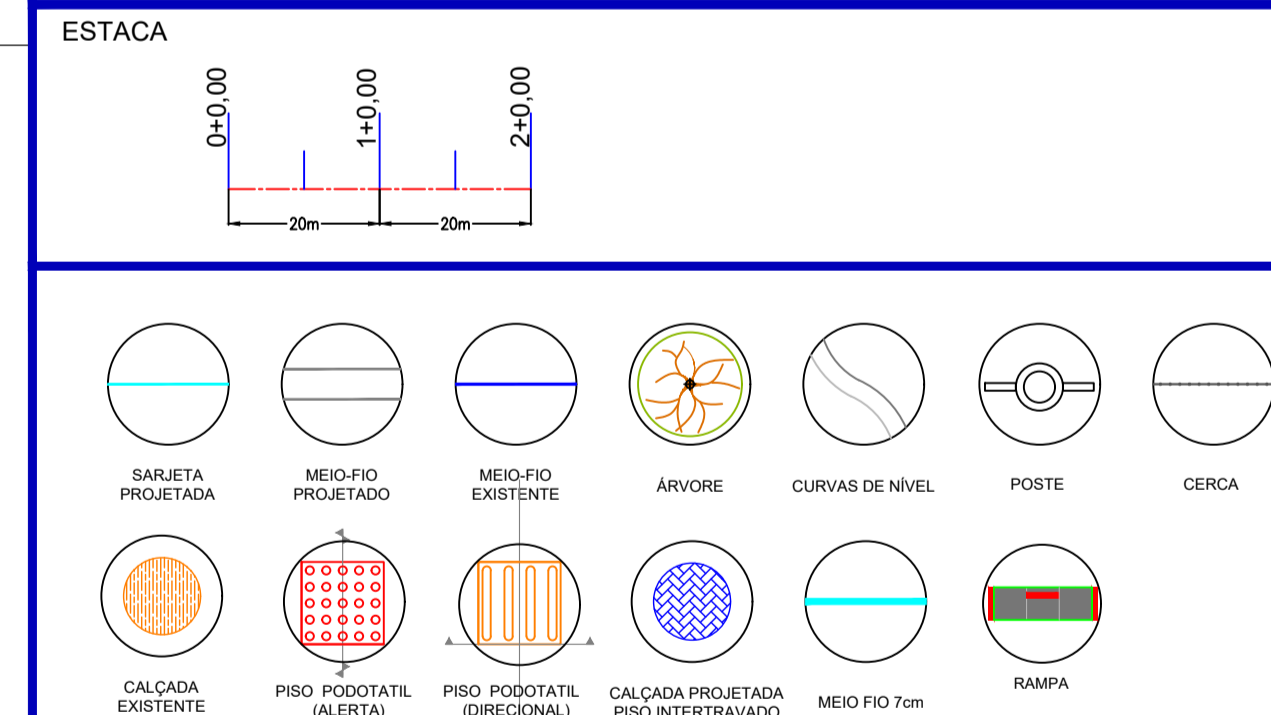 ESTACA
0+0,00
1+0,00
2+0,00
20m
20m
SARJETA
PROJETADA
MEIO-FIO
PROJETADO
MEIO-FIO
EXISTENTE
ÁRVORE
CURVAS DE NÍVEL
POSTE
CERCA
CALÇADA
EXISTENTE
PISO PODOTATIL
(ALERTA)
PISO PODOTATIL
(DIRECIONAL)
CALÇADA PROJETADA
PISO INTERTRAVADO
MEIO FIO 7cm
RAMPA